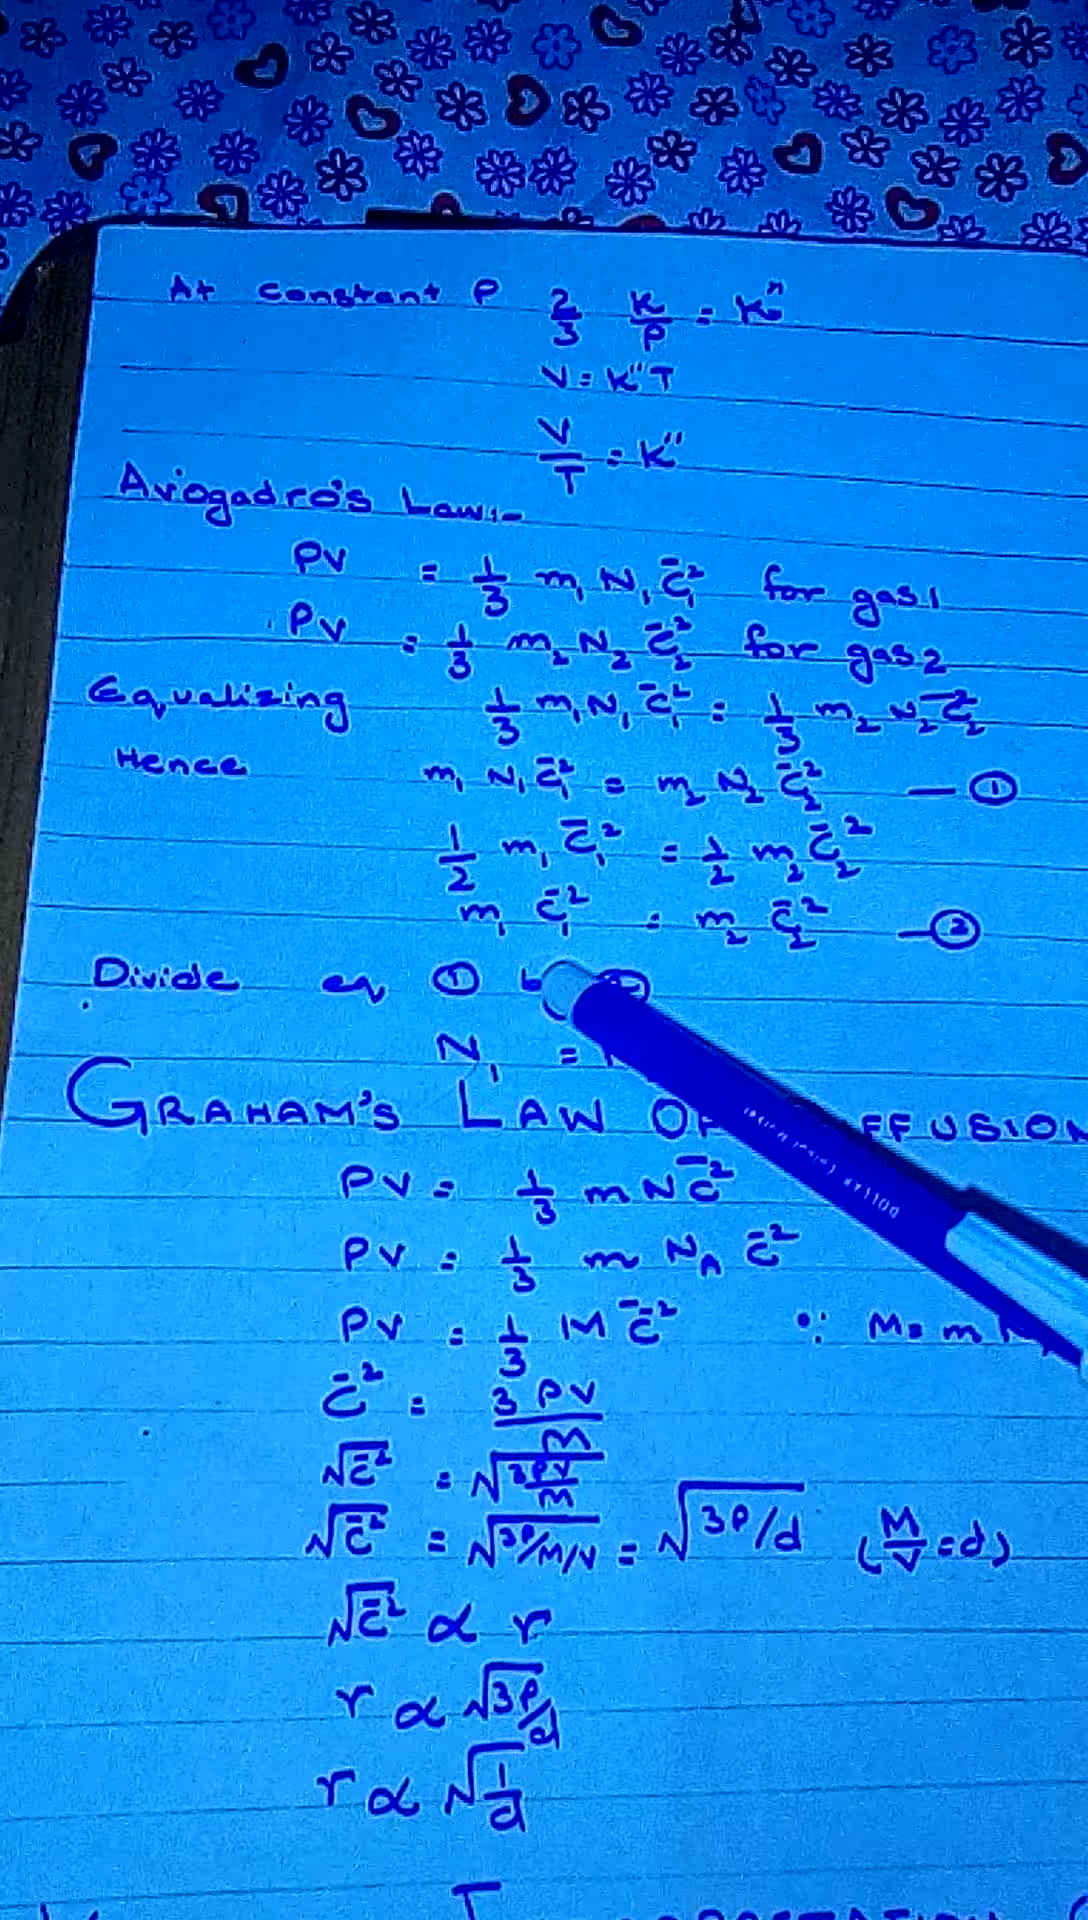 At constant P 2/3 K/P = K"
V = K"T
V/T = K"
Avogadro's Law:-
PV = 1/3 m₁ N₁ c̄₁² for gas 1
PV = 1/3 m₂ N₂ c̄₂² for gas 2
Equalizing 1/3 m₁ N₁ c̄₁² = 1/3 m₂ N₂ c̄₂²
Hence m₁ N₁ c̄₁² = m₂ N₂ c̄₂² — ①
1/2 m₁ c̄₁² = 1/2 m₂ c̄₂²
m₁ c̄₁² = m₂ c̄₂² — ②
Divide eq ①
N₁ =
GRAHAM'S LAW
PV = 1/3 m N c̄²
PV = 1/3 m N_A c̄²
PV = 1/3 M c̄² ∵ M = m
c̄² = 3PV/M
√c̄² = √3PV/M
√c̄² = √3P/M/V = √3P/d (M/V = d)
√c̄² ∝ r
r ∝ √3P/d
r ∝ √1/d
DOLLAR